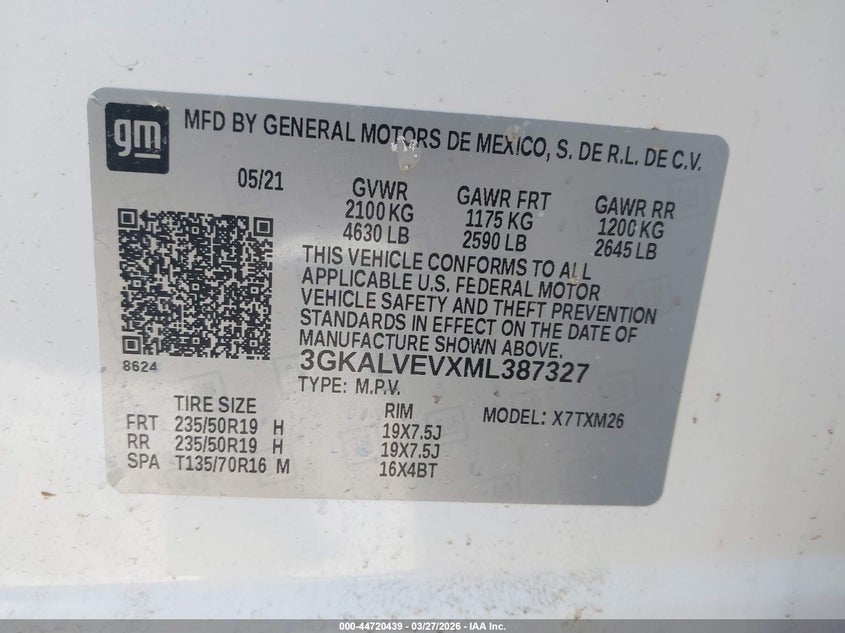 gm
MFD BY GENERAL MOTORS DE MEXICO, S. DE R.L. DE C.V.
05/21 GVWR GAWR FRT GAWR RR
2100 KG 1175 KG 1200 KG
4630 LB 2590 LB 2645 LB
THIS VEHICLE CONFORMS TO ALL
APPLICABLE U.S. FEDERAL MOTOR
VEHICLE SAFETY AND THEFT PREVENTION
STANDARDS IN EFFECT ON THE DATE OF
MANUFACTURE SHOWN ABOVE.
8624
3GKALVEVXML387327
TYPE: M.P.V.
TIRE SIZE RIM MODEL: X7TXM26
FRT 235/50R19 H 19X7.5J
RR 235/50R19 H 19X7.5J
SPA T135/70R16 M 16X4BT
000-44720439 - 03/27/2026 - IAA Inc.